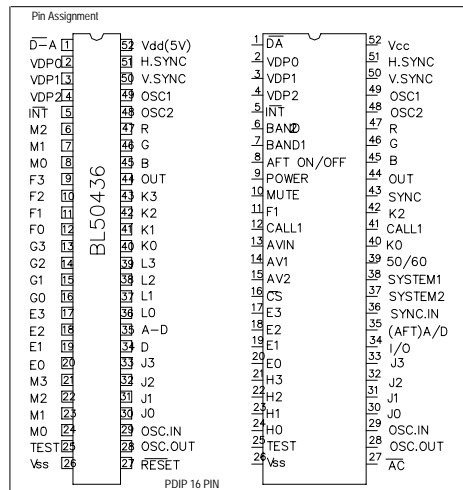 Pin Assignment
D-A 1 52 Vdd(5V)
VDP0 2 51 H.SYNC
VDP1 3 50 V.SYNC
VDP2 4 49 OSC1
INT 5 48 OSC2
M2 6 47 R
M1 7 46 G
M0 8 45 B
F3 9 44 OUT
F2 10 43 K3
F1 11 42 K2
F0 12 41 K1
G3 13 40 K0
G2 14 39 L3
G1 15 38 L2
G0 16 37 L1
E3 17 36 L0
E2 18 35 A-D
E1 19 34 D
E0 20 33 J3
M3 21 32 J2
M2 22 31 J1
M1 23 30 J0
M0 24 29 OSC.IN
TEST 25 28 OSC.OUT
Vss 26 27 RESET
BL50436
1 DA 52 Vcc
2 VDP0 51 H.SYNC
3 VDP1 50 V.SYNC
4 VDP2 49 OSC1
5 INT 48 OSC2
6 BAND2 47 R
7 BAND1 46 G
8 AFT ON/OFF 45 B
9 POWER 44 OUT
10 MUTE 43 SYNC
11 F1 42 K2
12 CALL1 41 CALL1
13 AVIN 40 K0
14 AV1 39 50/60
15 AV2 38 SYSTEM1
16 CS 37 SYSTEM2
17 E3 36 SYNC.IN
18 E2 35 (AFT)A/D
19 E1 34 I/O
20 E0 33 J3
21 H3 32 J2
22 H2 31 J1
23 H1 30 J0
24 H0 29 OSC.IN
25 TEST 28 OSC.OUT
26 Vss 27 AC
PDIP 16 PIN